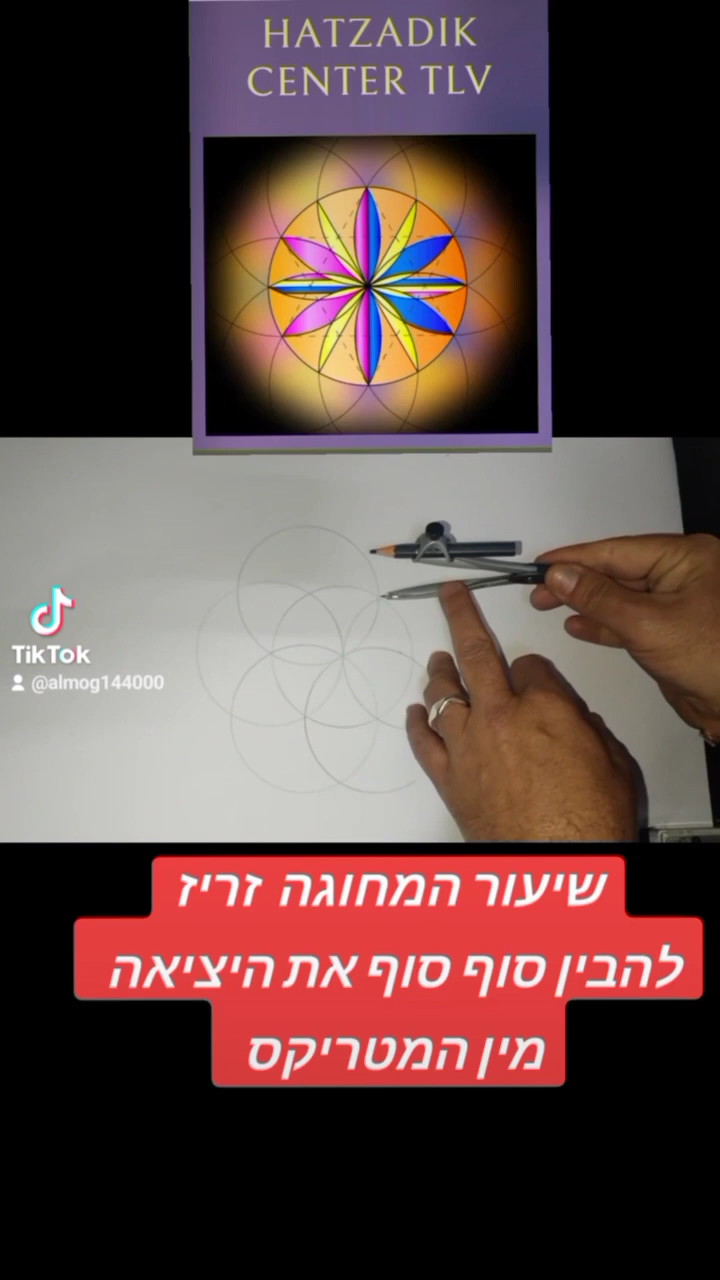 HATZADIK
CENTER TLV
TikTok
@almog144000
שיעור המחוגה זריז
להבין סוף סוף את היציאה
מין המטריקס